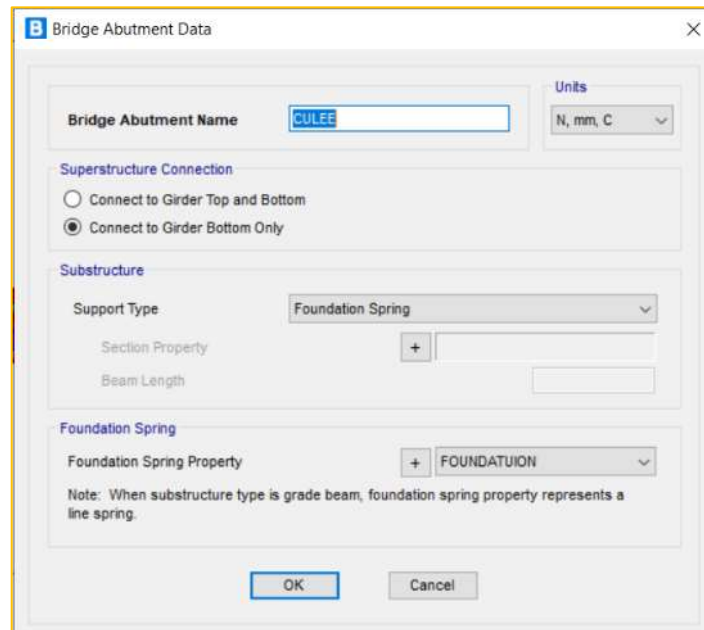 B Bridge Abutment Data
Bridge Abutment Name CULEE
Units
N, mm, C
Superstructure Connection
Connect to Girder Top and Bottom
Connect to Girder Bottom Only
Substructure
Support Type Foundation Spring
Section Property +
Beam Length
Foundation Spring
Foundation Spring Property + FOUNDATUION
Note: When substructure type is grade beam, foundation spring property represents a
line spring.
OK Cancel